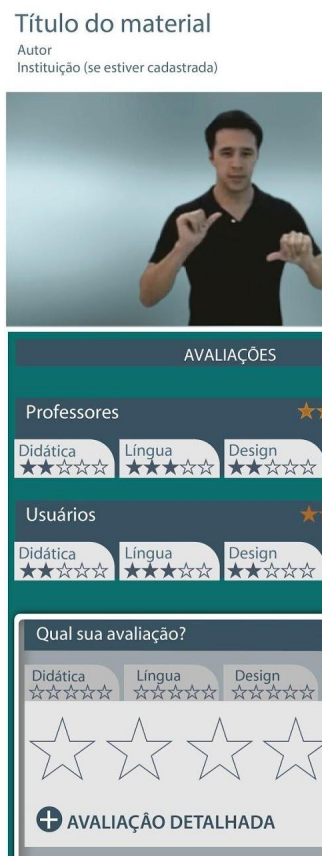 Título do material
Autor
Instituição (se estiver cadastrada)
AVALIAÇÕES
Professores
Didática Língua Design
Usuários
Didática Língua Design
Qual sua avaliação?
Didática Língua Design
AVALIAÇÂO DETALHADA